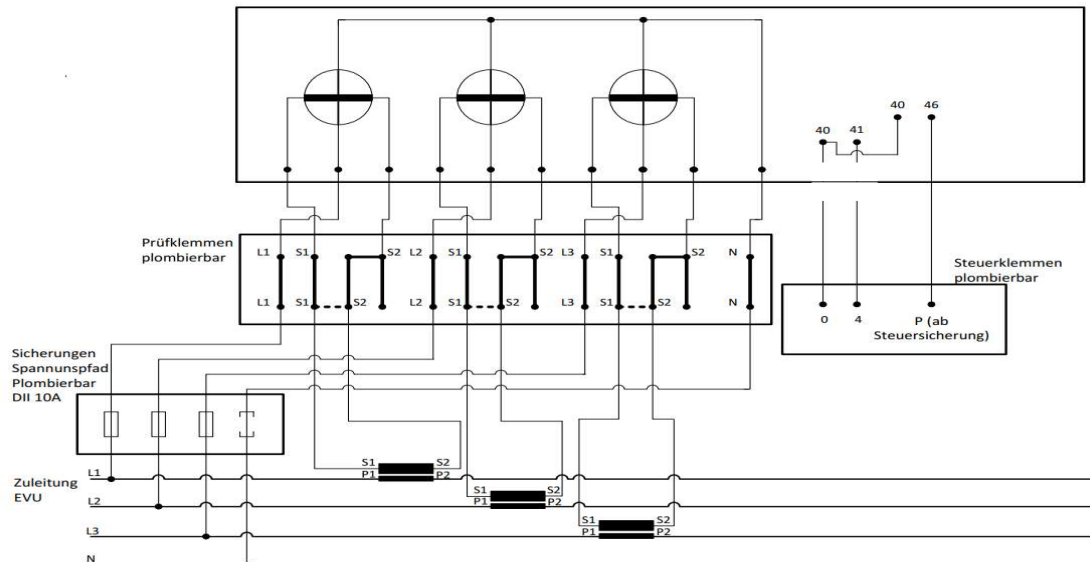 40 46
40 41
Prüfklemmen
plombierbar
L1 S1 S2 L2 S1 S2 L3 S1 S2 N
L1 S1 S2 L2 S1 S2 L3 S1 S2 N
Steuerklemmen
plombierbar
0 4 P (ab
Steuersicherung)
Sicherungen
Spannunspfad
Plombierbar
DII 10A
Zuleitung
EVU
L1
S1 S2
P1 P2
L2
S1 S2
P1 P2
L3
S1 S2
P1 P2
N